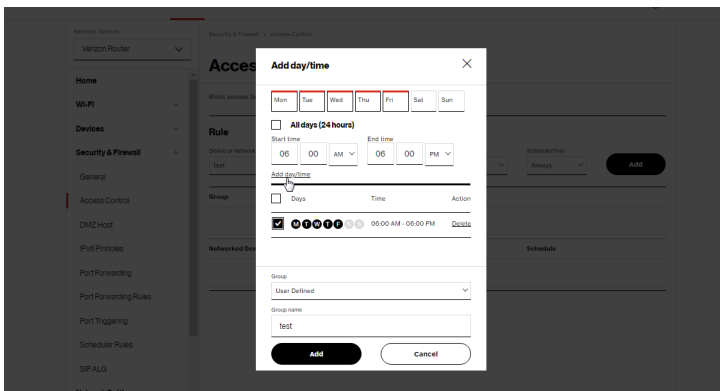 Network Devices
Verizon Router
Home
Wi-Fi
Devices
Security & Firewall
General
Access Control
DMZ Host
IPv6 Pinholes
Port Forwarding
Port Forwarding Rules
Port Triggering
Scheduler Rules
SIP ALG
Security & Firewall > Access Control
Acces
Block access to
Rule
Device or Network
test
Schedule/Time
Always
Add
Group
Networked Dev
Schedule
Add day/time
Mon Tue Wed Thu Fri Sat Sun
All days (24 hours)
Start time End time
06 00 AM 06 00 PM
Add day/time
Days Time Action
M T W T F S S 06:00 AM - 06:00 PM Delete
Group
User Defined
Group name
test
Add Cancel